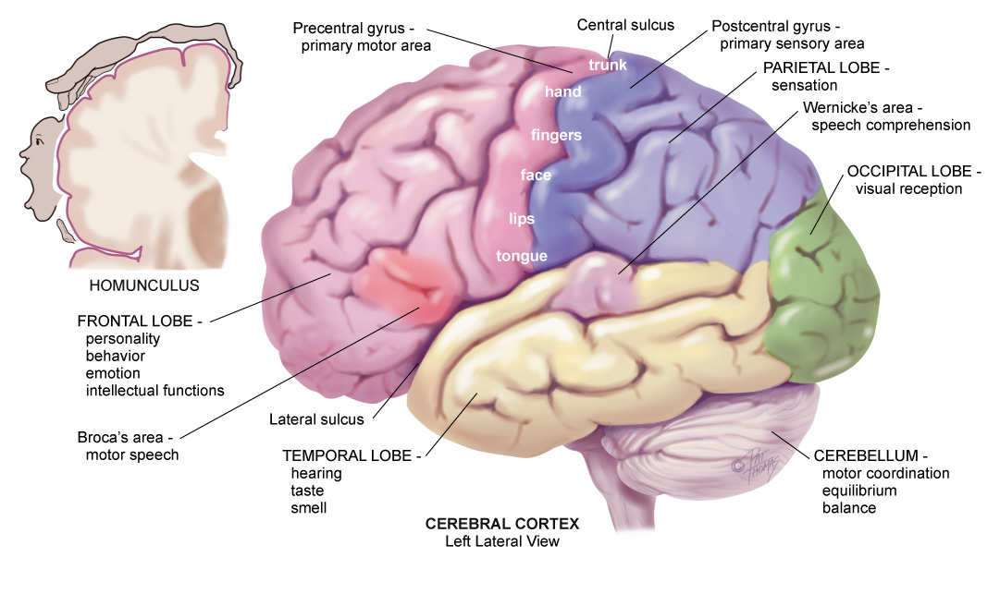 Precentral gyrus -
primary motor area
Central sulcus
Postcentral gyrus -
primary sensory area
PARIETAL LOBE -
sensation
Wernicke's area -
speech comprehension
OCCIPITAL LOBE -
visual reception
trunk
hand
fingers
face
lips
tongue
HOMUNCULUS
FRONTAL LOBE -
personality
behavior
emotion
intellectual functions
Broca's area -
motor speech
Lateral sulcus
TEMPORAL LOBE -
hearing
taste
smell
CEREBELLUM -
motor coordination
equilibrium
balance
© PAT
THOMAS
CEREBRAL CORTEX
Left Lateral View